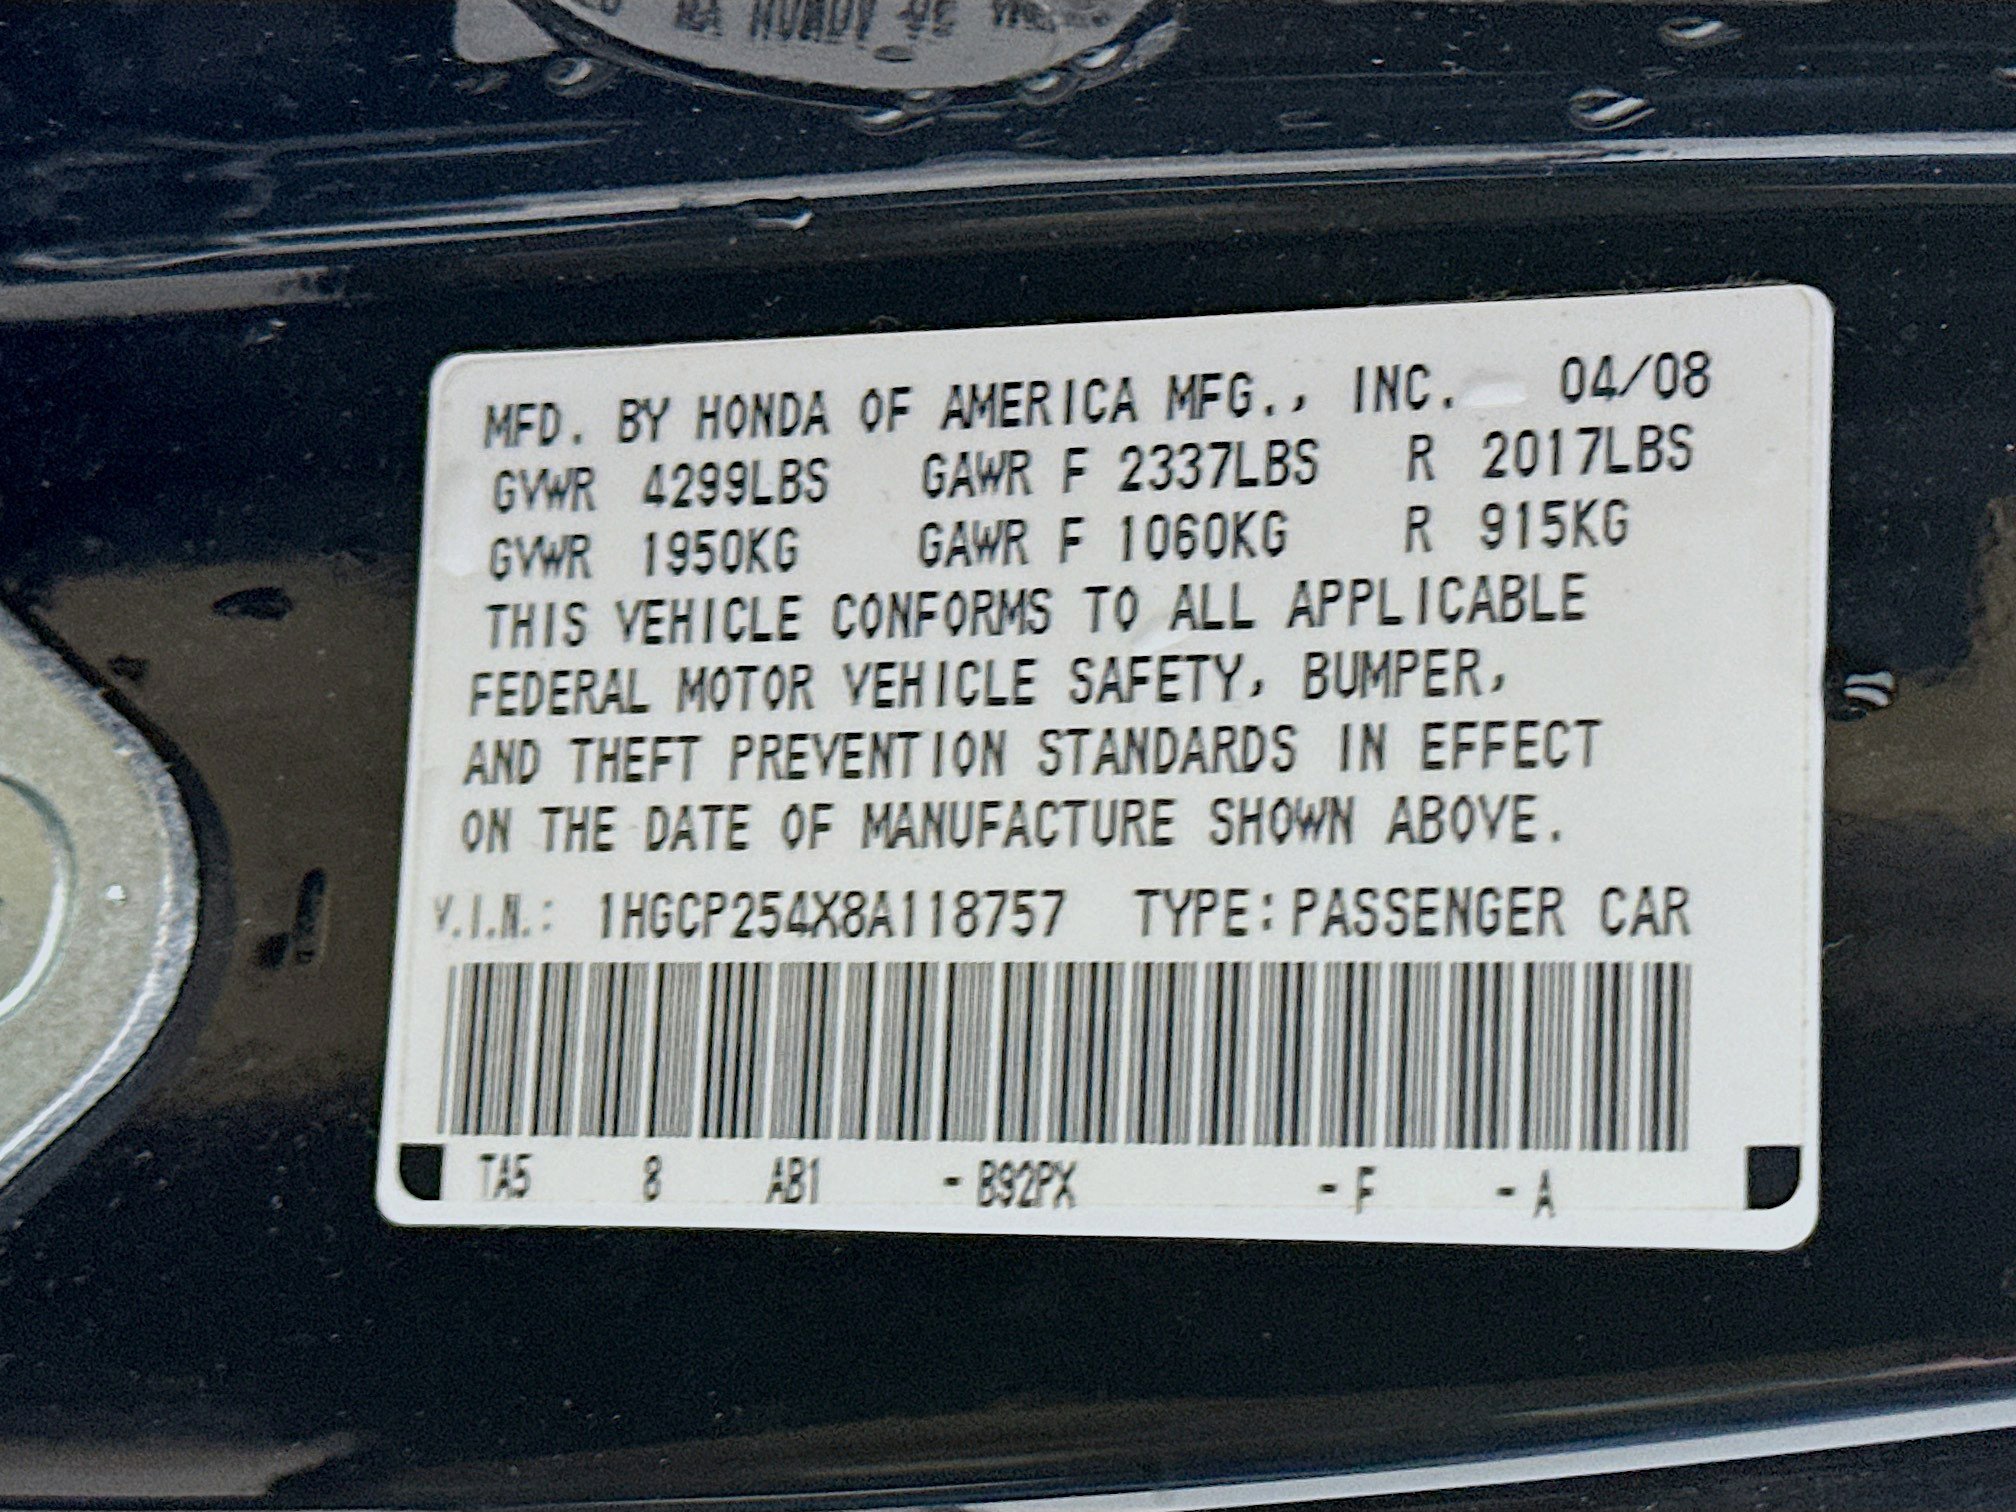 MFD. BY HONDA OF AMERICA MFG., INC. 04/08
GVWR 4299LBS GAWR F 2337LBS R 2017LBS
GVWR 1950KG GAWR F 1060KG R 915KG
THIS VEHICLE CONFORMS TO ALL APPLICABLE
FEDERAL MOTOR VEHICLE SAFETY, BUMPER,
AND THEFT PREVENTION STANDARDS IN EFFECT
ON THE DATE OF MANUFACTURE SHOWN ABOVE.
V.I.N.: 1HGCP254X8A118757 TYPE:PASSENGER CAR
TA5 8 AB1 -B92PX -F -A